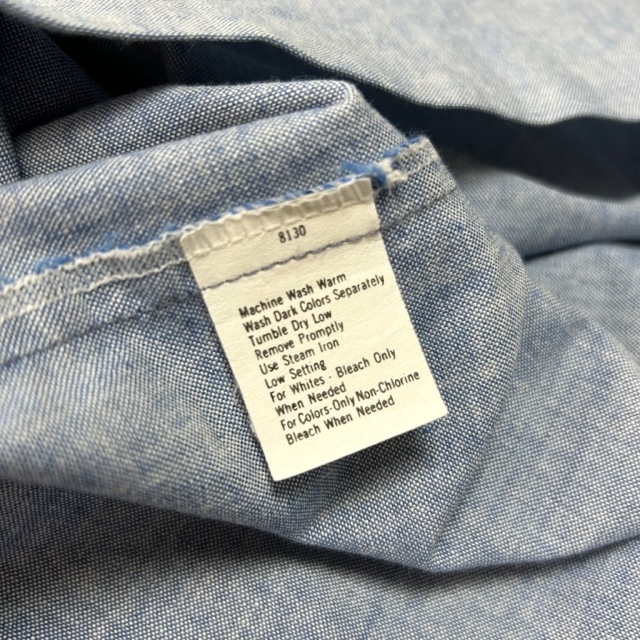 8130
Machine Wash Warm
Wash Dark Colors Separately
Tumble Dry Low
Remove Promptly
Use Steam Iron
Low Setting
For Whites - Bleach Only
When Needed
For Colors-Only Non-Chlorine
Bleach When Needed